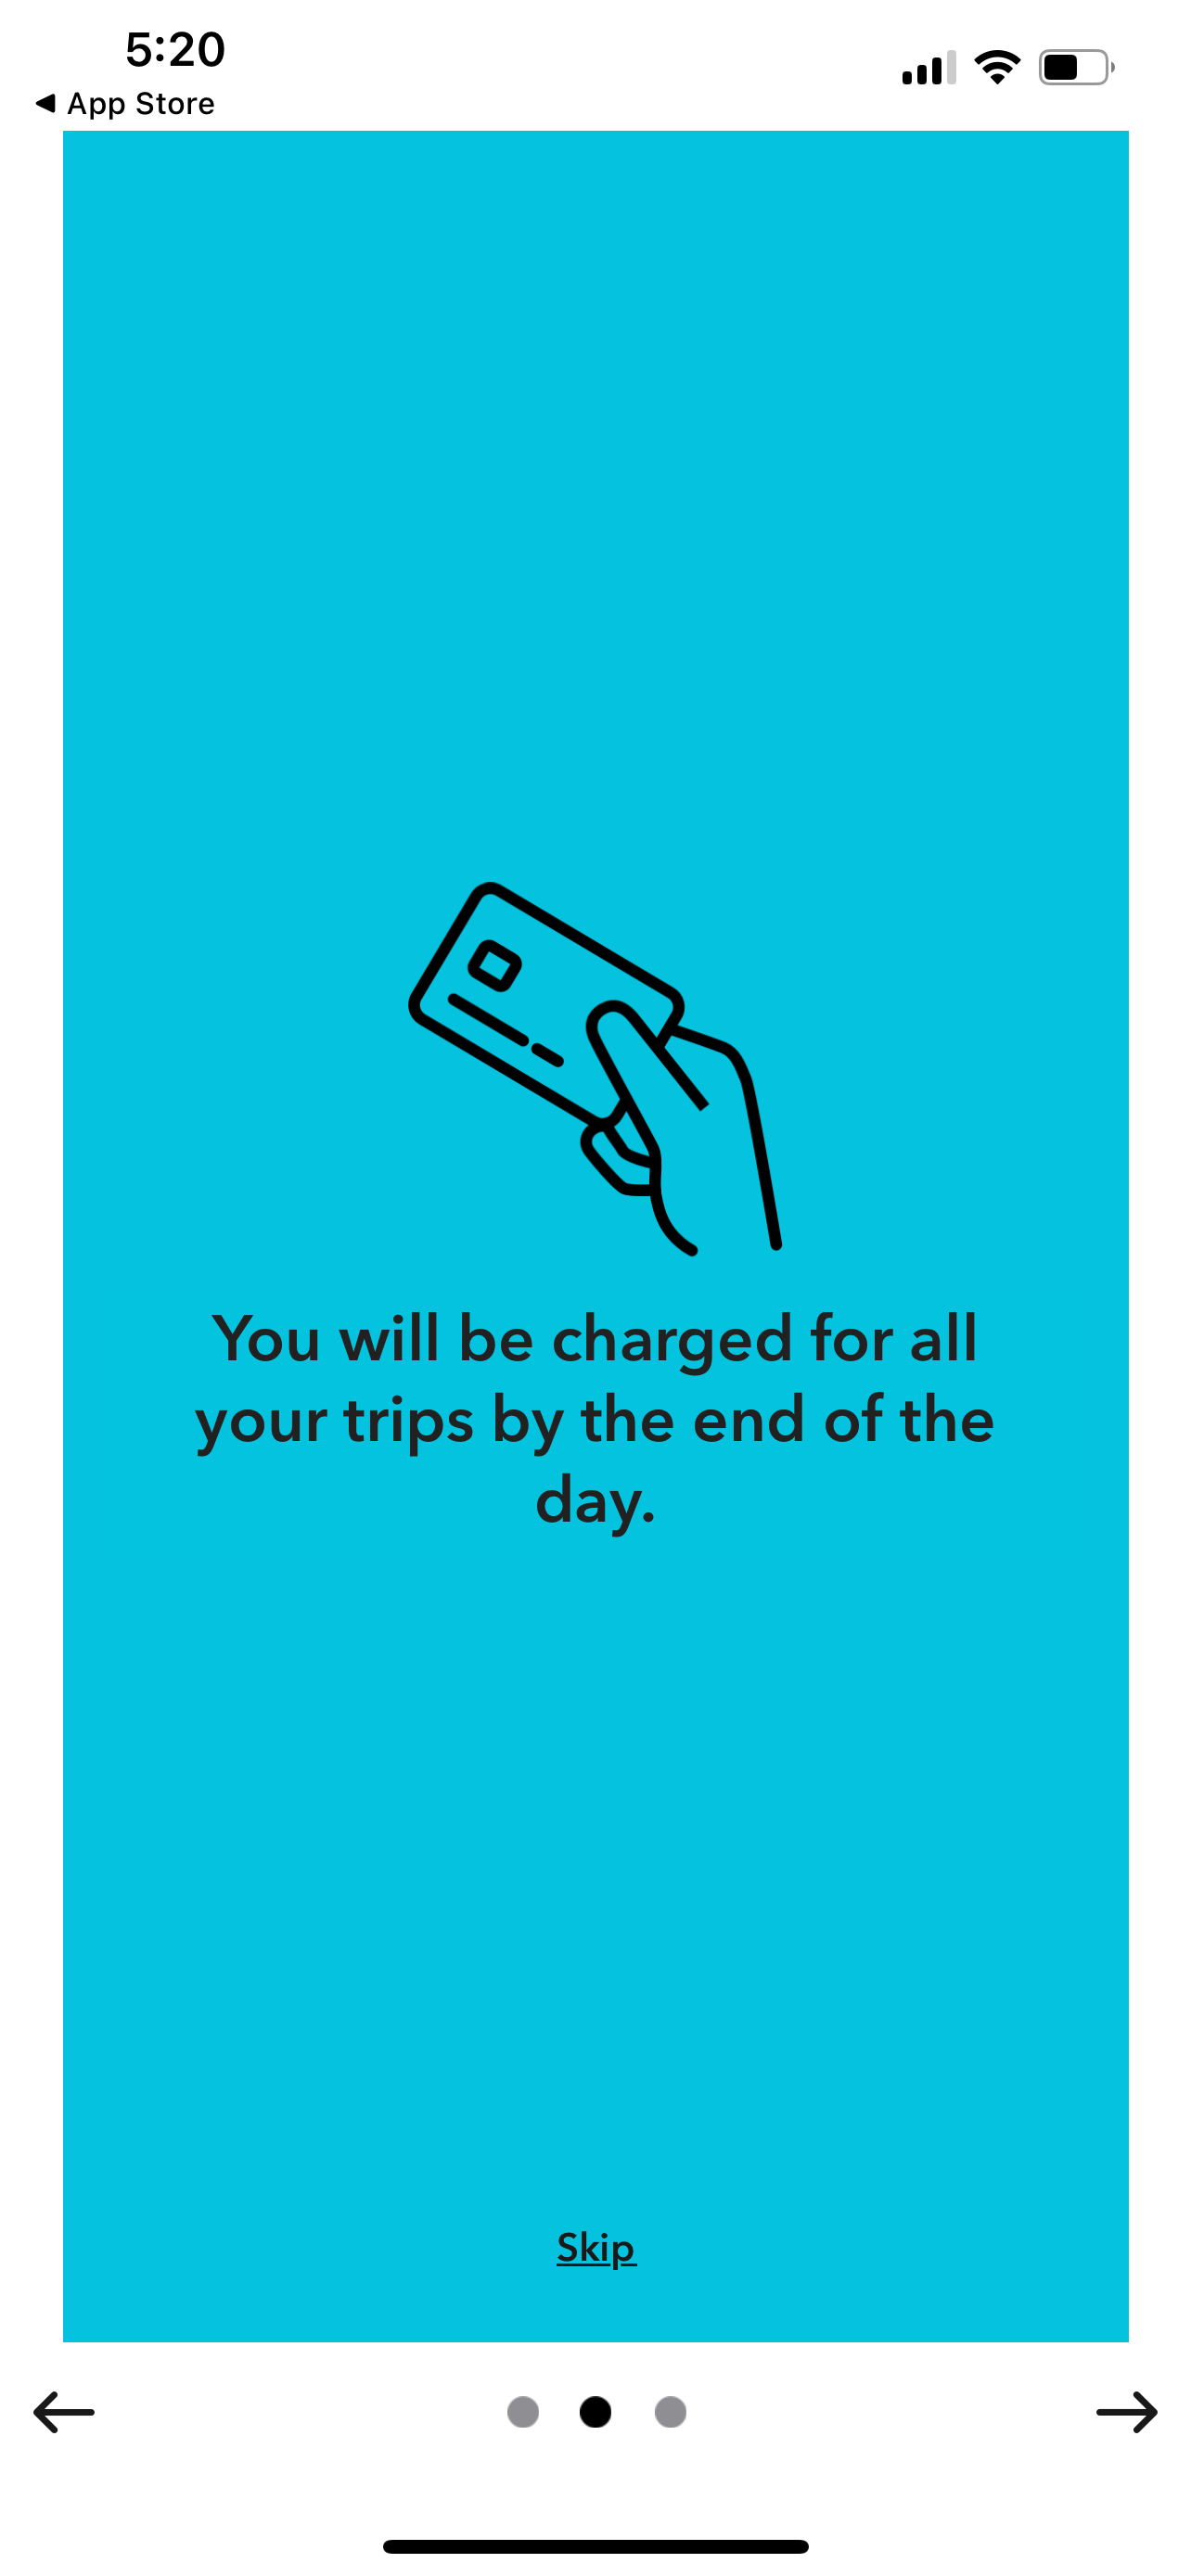 5:20
App Store
You will be charged for all
your trips by the end of the
day.
Skip